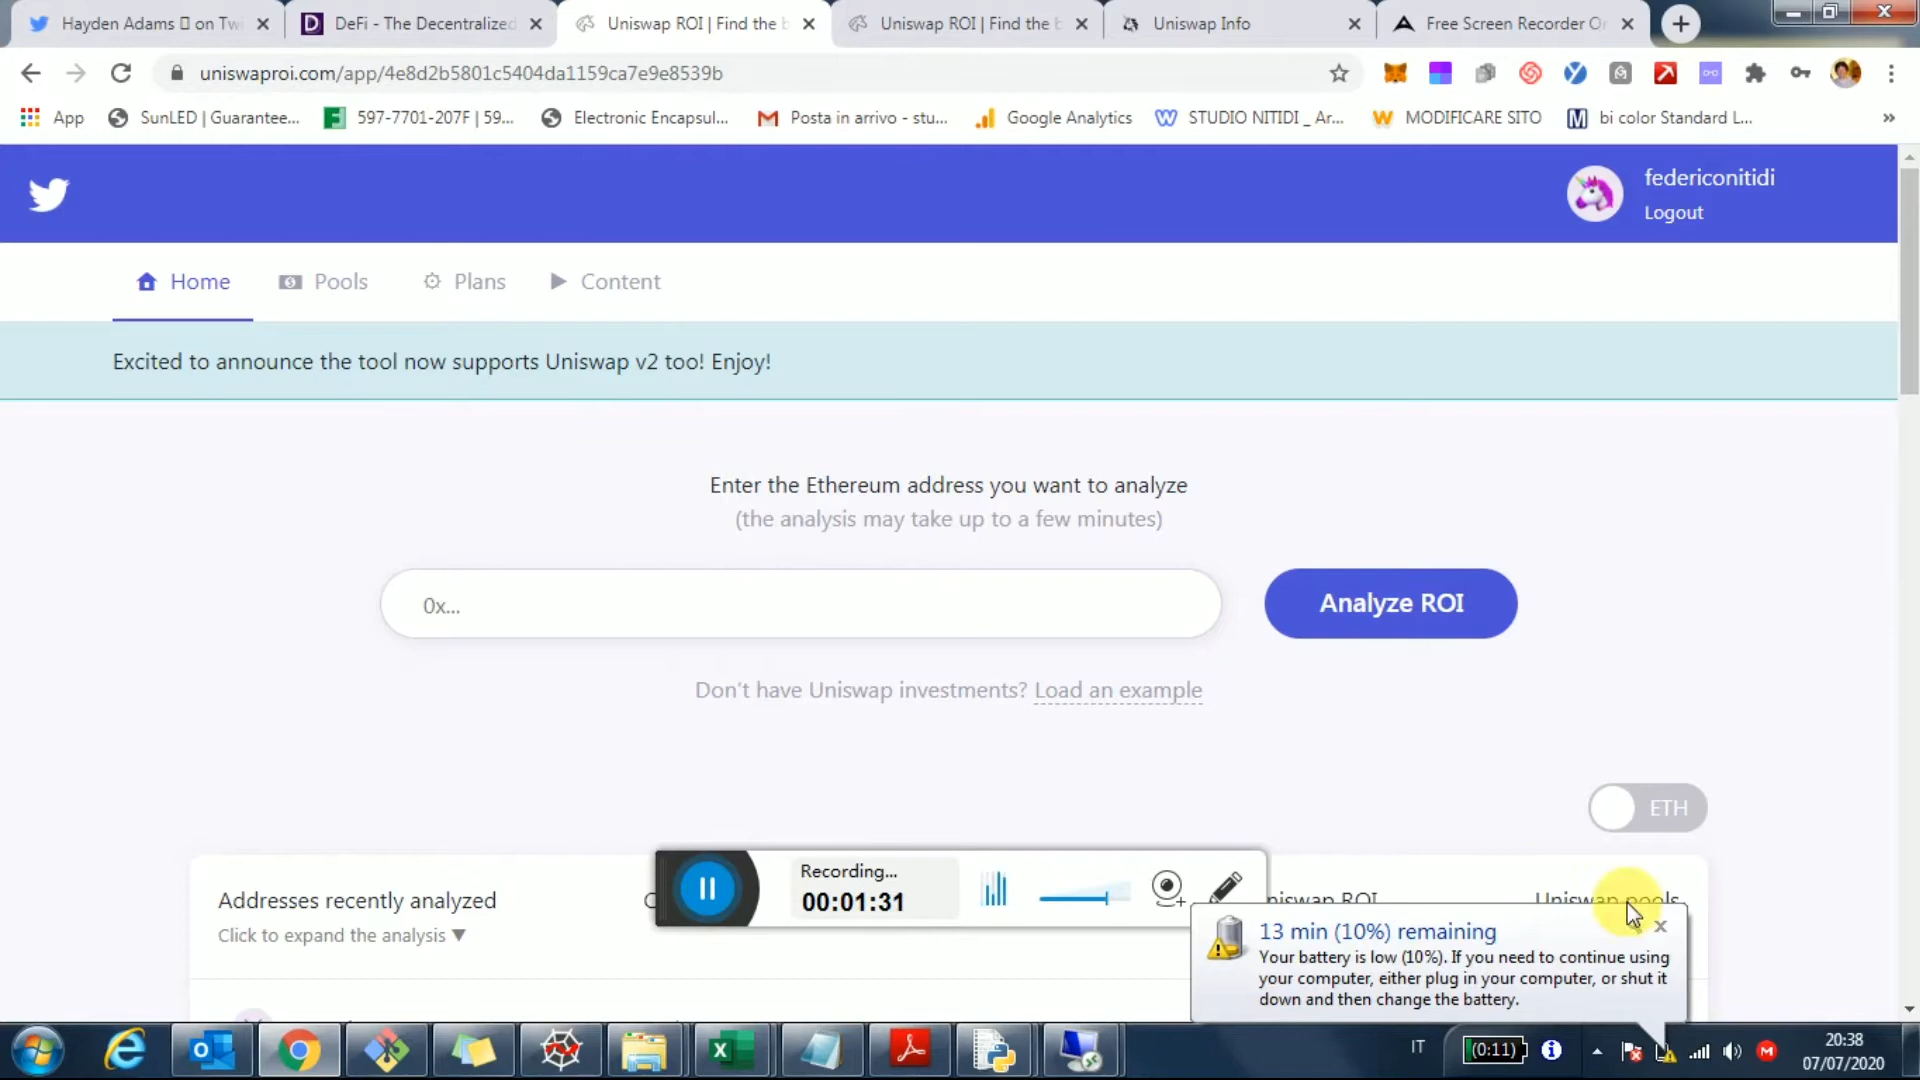 Hayden Adams on Tw
DeFi - The Decentralized
Uniswap ROI | Find the b
Uniswap ROI | Find the b
Uniswap Info
Free Screen Recorder O
uniswaproi.com/app/4e8d2b5801c5404da1159ca7e9e8539b
App
SunLED | Guarantee...
597-7701-207F | 59...
Electronic Encapsul...
Posta in arrivo - stu...
Google Analytics
STUDIO NITIDI _ Ar...
MODIFICARE SITO
bi color Standard L...
»
federiconitidi
Logout
Home
Pools
Plans
Content
Excited to announce the tool now supports Uniswap v2 too! Enjoy!
Enter the Ethereum address you want to analyze
(the analysis may take up to a few minutes)
0x...
Analyze ROI
Don't have Uniswap investments? Load an example
ETH
Addresses recently analyzed
Click to expand the analysis ▼
Recording...
00:01:31
niswap ROI
Uniswap pools
13 min (10%) remaining
Your battery is low (10%). If you need to continue using
your computer, either plug in your computer, or shut it
down and then change the battery.
IT
(0:11)
20:38
07/07/2020